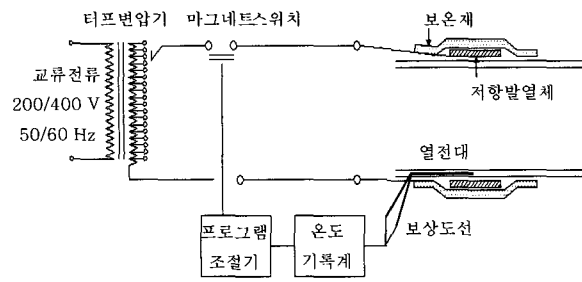 터프변압기
마그네트스위치
보온재
교류전류
200/400 V
50/60 Hz
저항발열체
열전대
보상도선
프로그램
조절기
온도
기록계